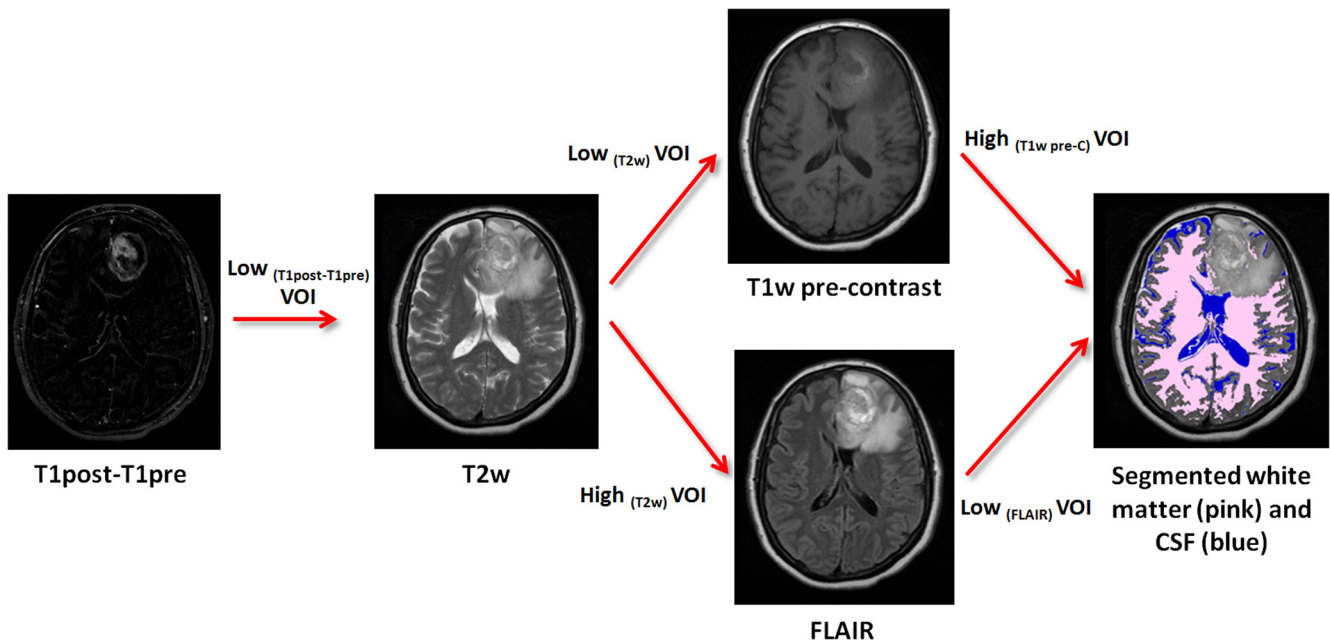 Low (T1post-T1pre)
VOI
T1post-T1pre
T2w
Low (T2w) VOI
High (T2w) VOI
T1w pre-contrast
FLAIR
High (T1w pre-C) VOI
Low (FLAIR) VOI
Segmented white
matter (pink) and
CSF (blue)